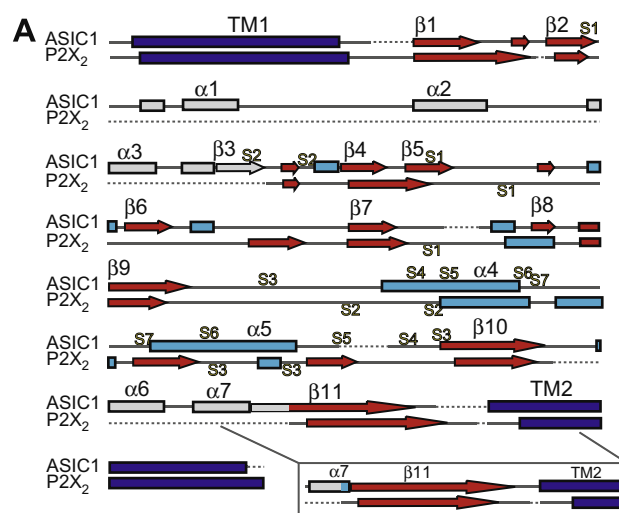 A
TM1 β1 β2 S1
ASIC1
P2X2
α1 α2
ASIC1
P2X2
α3 β3 S2 S2 β4 β5 S1
ASIC1
P2X2
S1
β6 β7 β8
ASIC1
P2X2
S1
β9 S3 S4 S5 α4 S6 S7
ASIC1
P2X2
S2 S2
S7 S6 α5 S5 S4 S3 β10
ASIC1
P2X2
S3 S3
α6 α7 β11 TM2
ASIC1
P2X2
ASIC1
P2X2
α7 β11 TM2